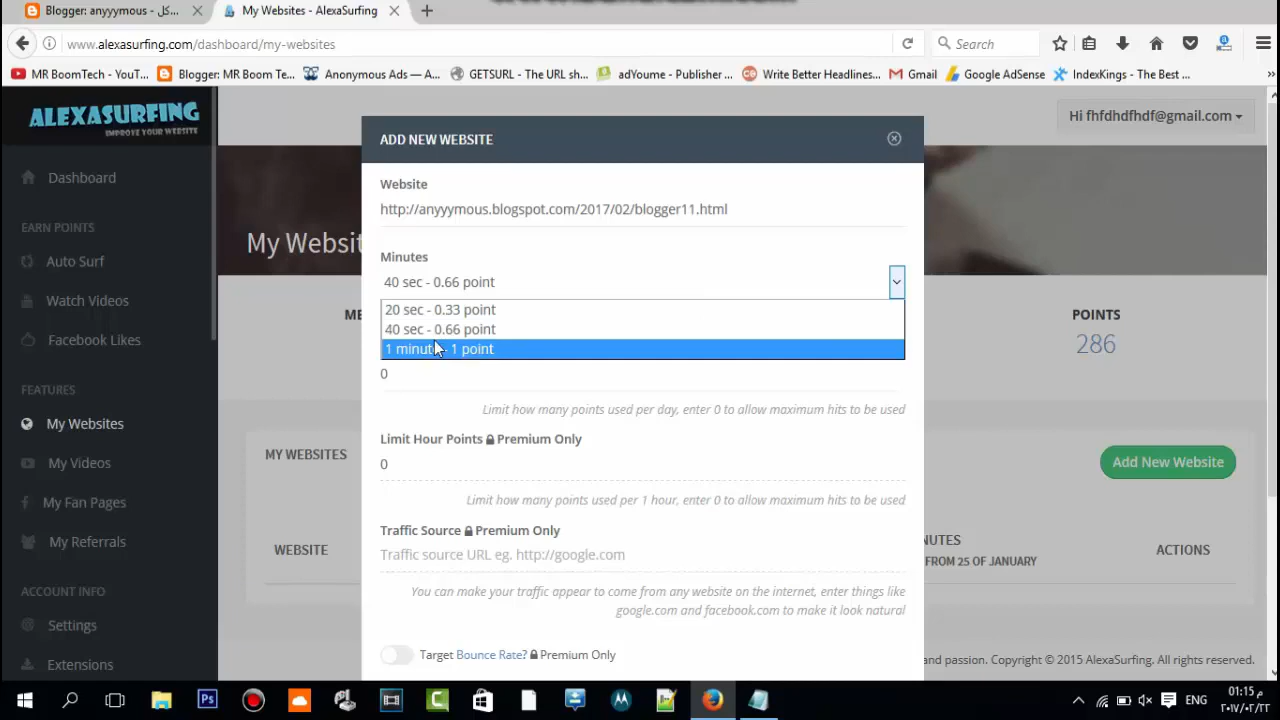 Blogger: anyyymous - كل...
My Websites - AlexaSurfing
www.alexasurfing.com/dashboard/my-websites
Search
MR BoomTech - YouT...
Blogger: MR Boom Te...
Anonymous Ads — A...
GETSURL - The URL sh...
adYoume - Publisher ...
Write Better Headlines...
Gmail
Google AdSense
IndexKings - The Best ...
ALEXASURFING
IMPROVE YOUR WEBSITE
Hi fhfdhdfhdf@gmail.com
Dashboard
EARN POINTS
Auto Surf
Watch Videos
Facebook Likes
FEATURES
My Websites
My Videos
My Fan Pages
My Referrals
ACCOUNT INFO
Settings
Extensions
My Websit
ME
POINTS
286
MY WEBSITES
Add New Website
WEBSITE
NUTES
FROM 25 OF JANUARY
ACTIONS
ADD NEW WEBSITE
Website
http://anyyymous.blogspot.com/2017/02/blogger11.html
Minutes
40 sec - 0.66 point
20 sec - 0.33 point
40 sec - 0.66 point
1 minut - 1 point
0
Limit how many points used per day, enter 0 to allow maximum hits to be used
Limit Hour Points Premium Only
0
Limit how many points used per 1 hour, enter 0 to allow maximum hits to be used
Traffic Source Premium Only
Traffic source URL eg. http://google.com
You can make your traffic appear to come from any website on the internet, enter things like
google.com and facebook.com to make it look natural
Target Bounce Rate? Premium Only
and passion. Copyright © 2015 AlexaSurfing. All rights reserved.
Ps
ENG
01:15 م
٢٠١٧/٠٢/٢٢